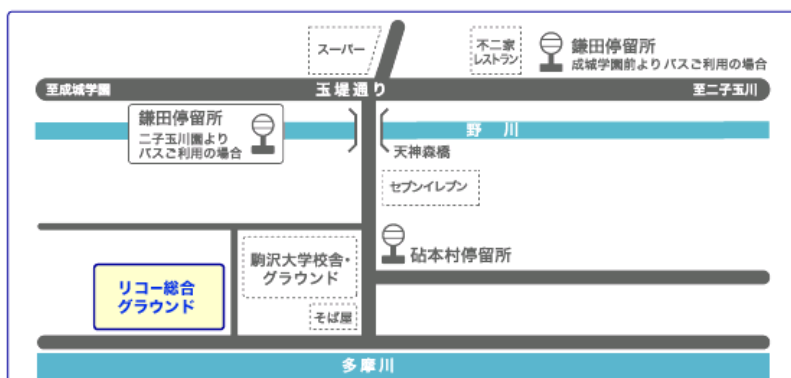 スーパー
不二家
レストラン
鎌田停留所
成城学園前よりバスご利用の場合
至成城学園
玉堤通り
至二子玉川
鎌田停留所
二子玉川園より
バスご利用の場合
野川
天神森橋
セブンイレブン
砧本村停留所
駒沢大学校舎・
グラウンド
リコー総合
グラウンド
そば屋
多摩川